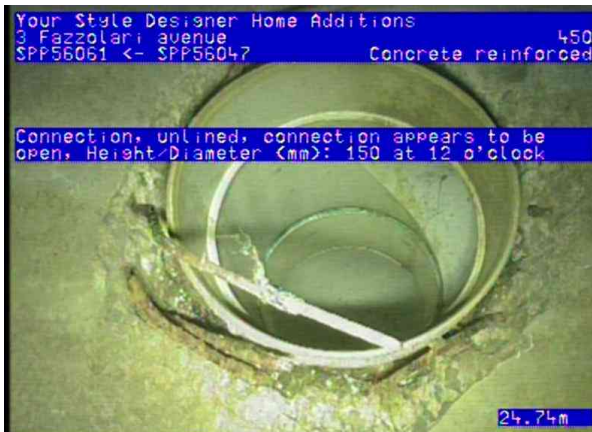 Your Style Designer Home Additions
3 Fazzolari avenue 450
SPP56061 <- SPP56047 Concrete reinforced
Connection, unlined, connection appears to be
open, Height/Diameter (mm): 150 at 12 o'clock
24.74m